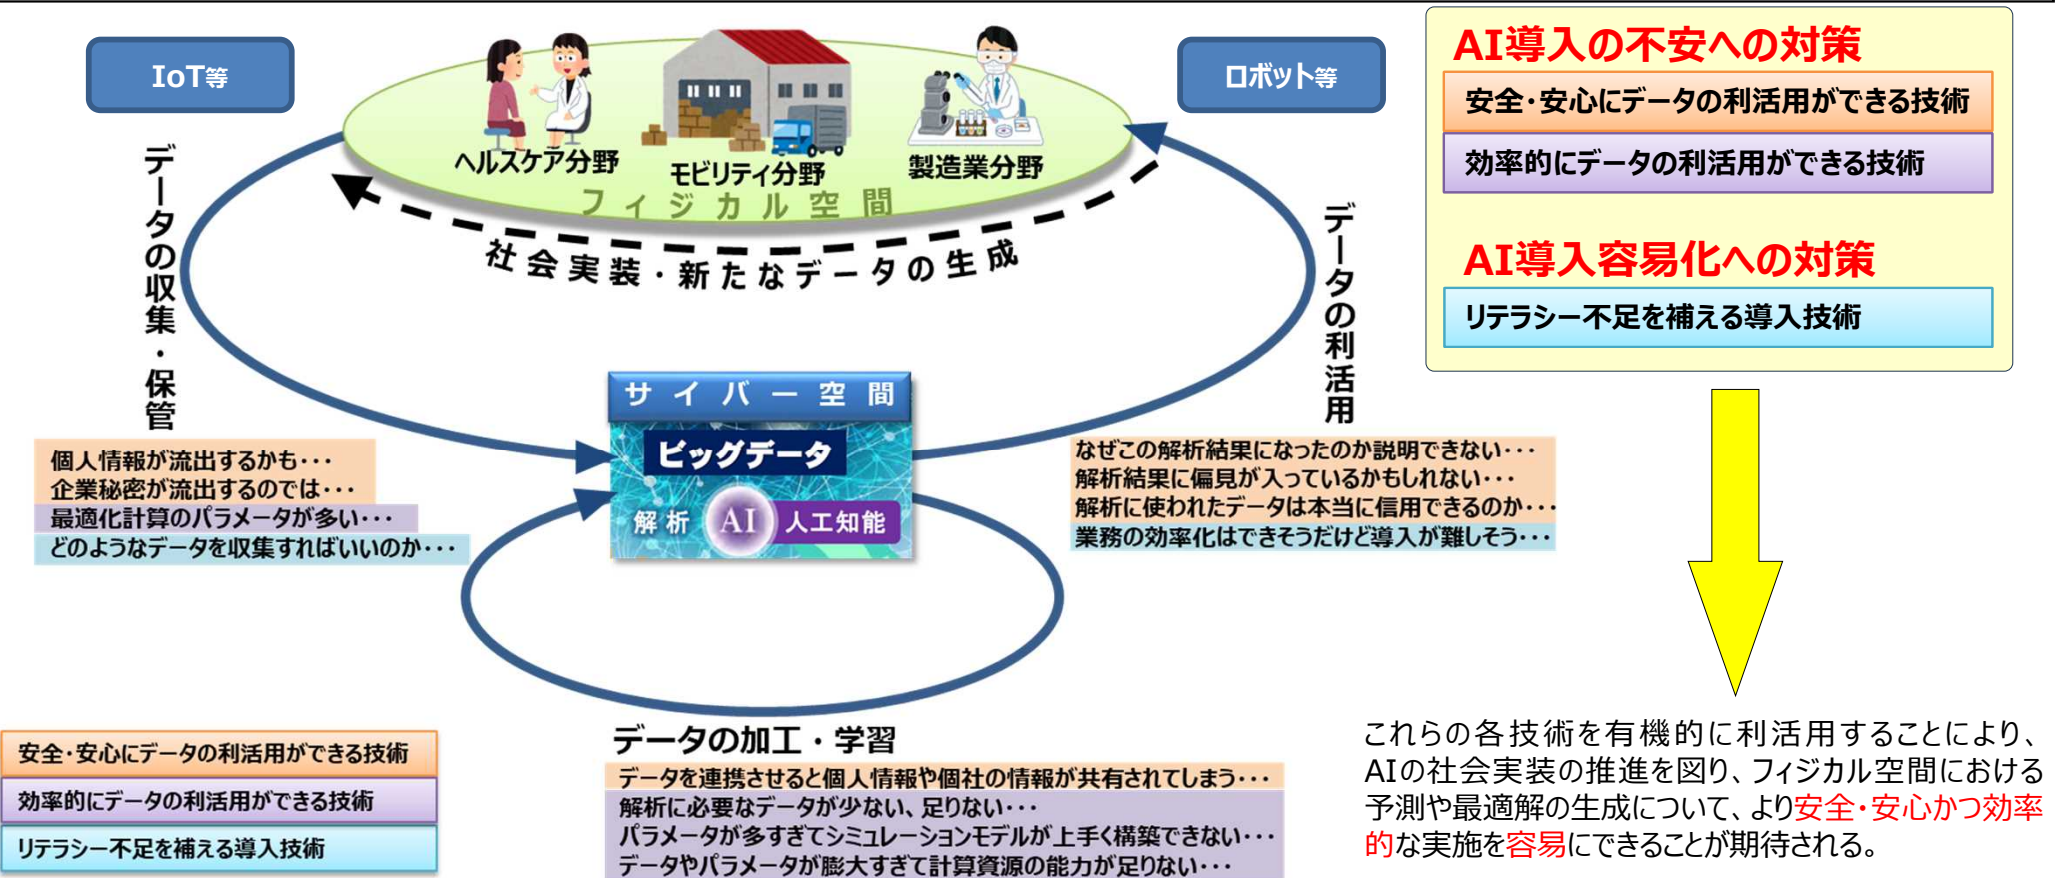 IoT等
ロボット等
ヘルスケア分野
モビリティ分野
製造業分野
フィジカル空間
社会実装・新たなデータの生成
データの収集・保管
データの利活用
サイバー空間
ビッグデータ
解析 AI 人工知能
個人情報が流出するかも・・・
企業秘密が流出するのでは・・・
最適化計算のパラメータが多い・・・
どのようなデータを収集すればいいのか・・・
なぜこの解析結果になったのか説明できない・・・
解析結果に偏見が入っているかもしれない・・・
解析に使われたデータは本当に信用できるのか・・・
業務の効率化はできそうだけど導入が難しそう・・・
データの加工・学習
データを連携させると個人情報や個社の情報が共有されてしまう・・・
解析に必要なデータが少ない、足りない・・・
パラメータが多すぎてシミュレーションモデルが上手く構築できない・・・
データやパラメータが膨大すぎて計算資源の能力が足りない・・・
安全・安心にデータの利活用ができる技術
効率的にデータの利活用ができる技術
リテラシー不足を補える導入技術
AI導入の不安への対策
安全・安心にデータの利活用ができる技術
効率的にデータの利活用ができる技術
AI導入容易化への対策
リテラシー不足を補える導入技術
これらの各技術を有機的に利活用することにより、
AIの社会実装の推進を図り、フィジカル空間における
予測や最適解の生成について、より安全・安心かつ効率
的な実施を容易にできることが期待される。